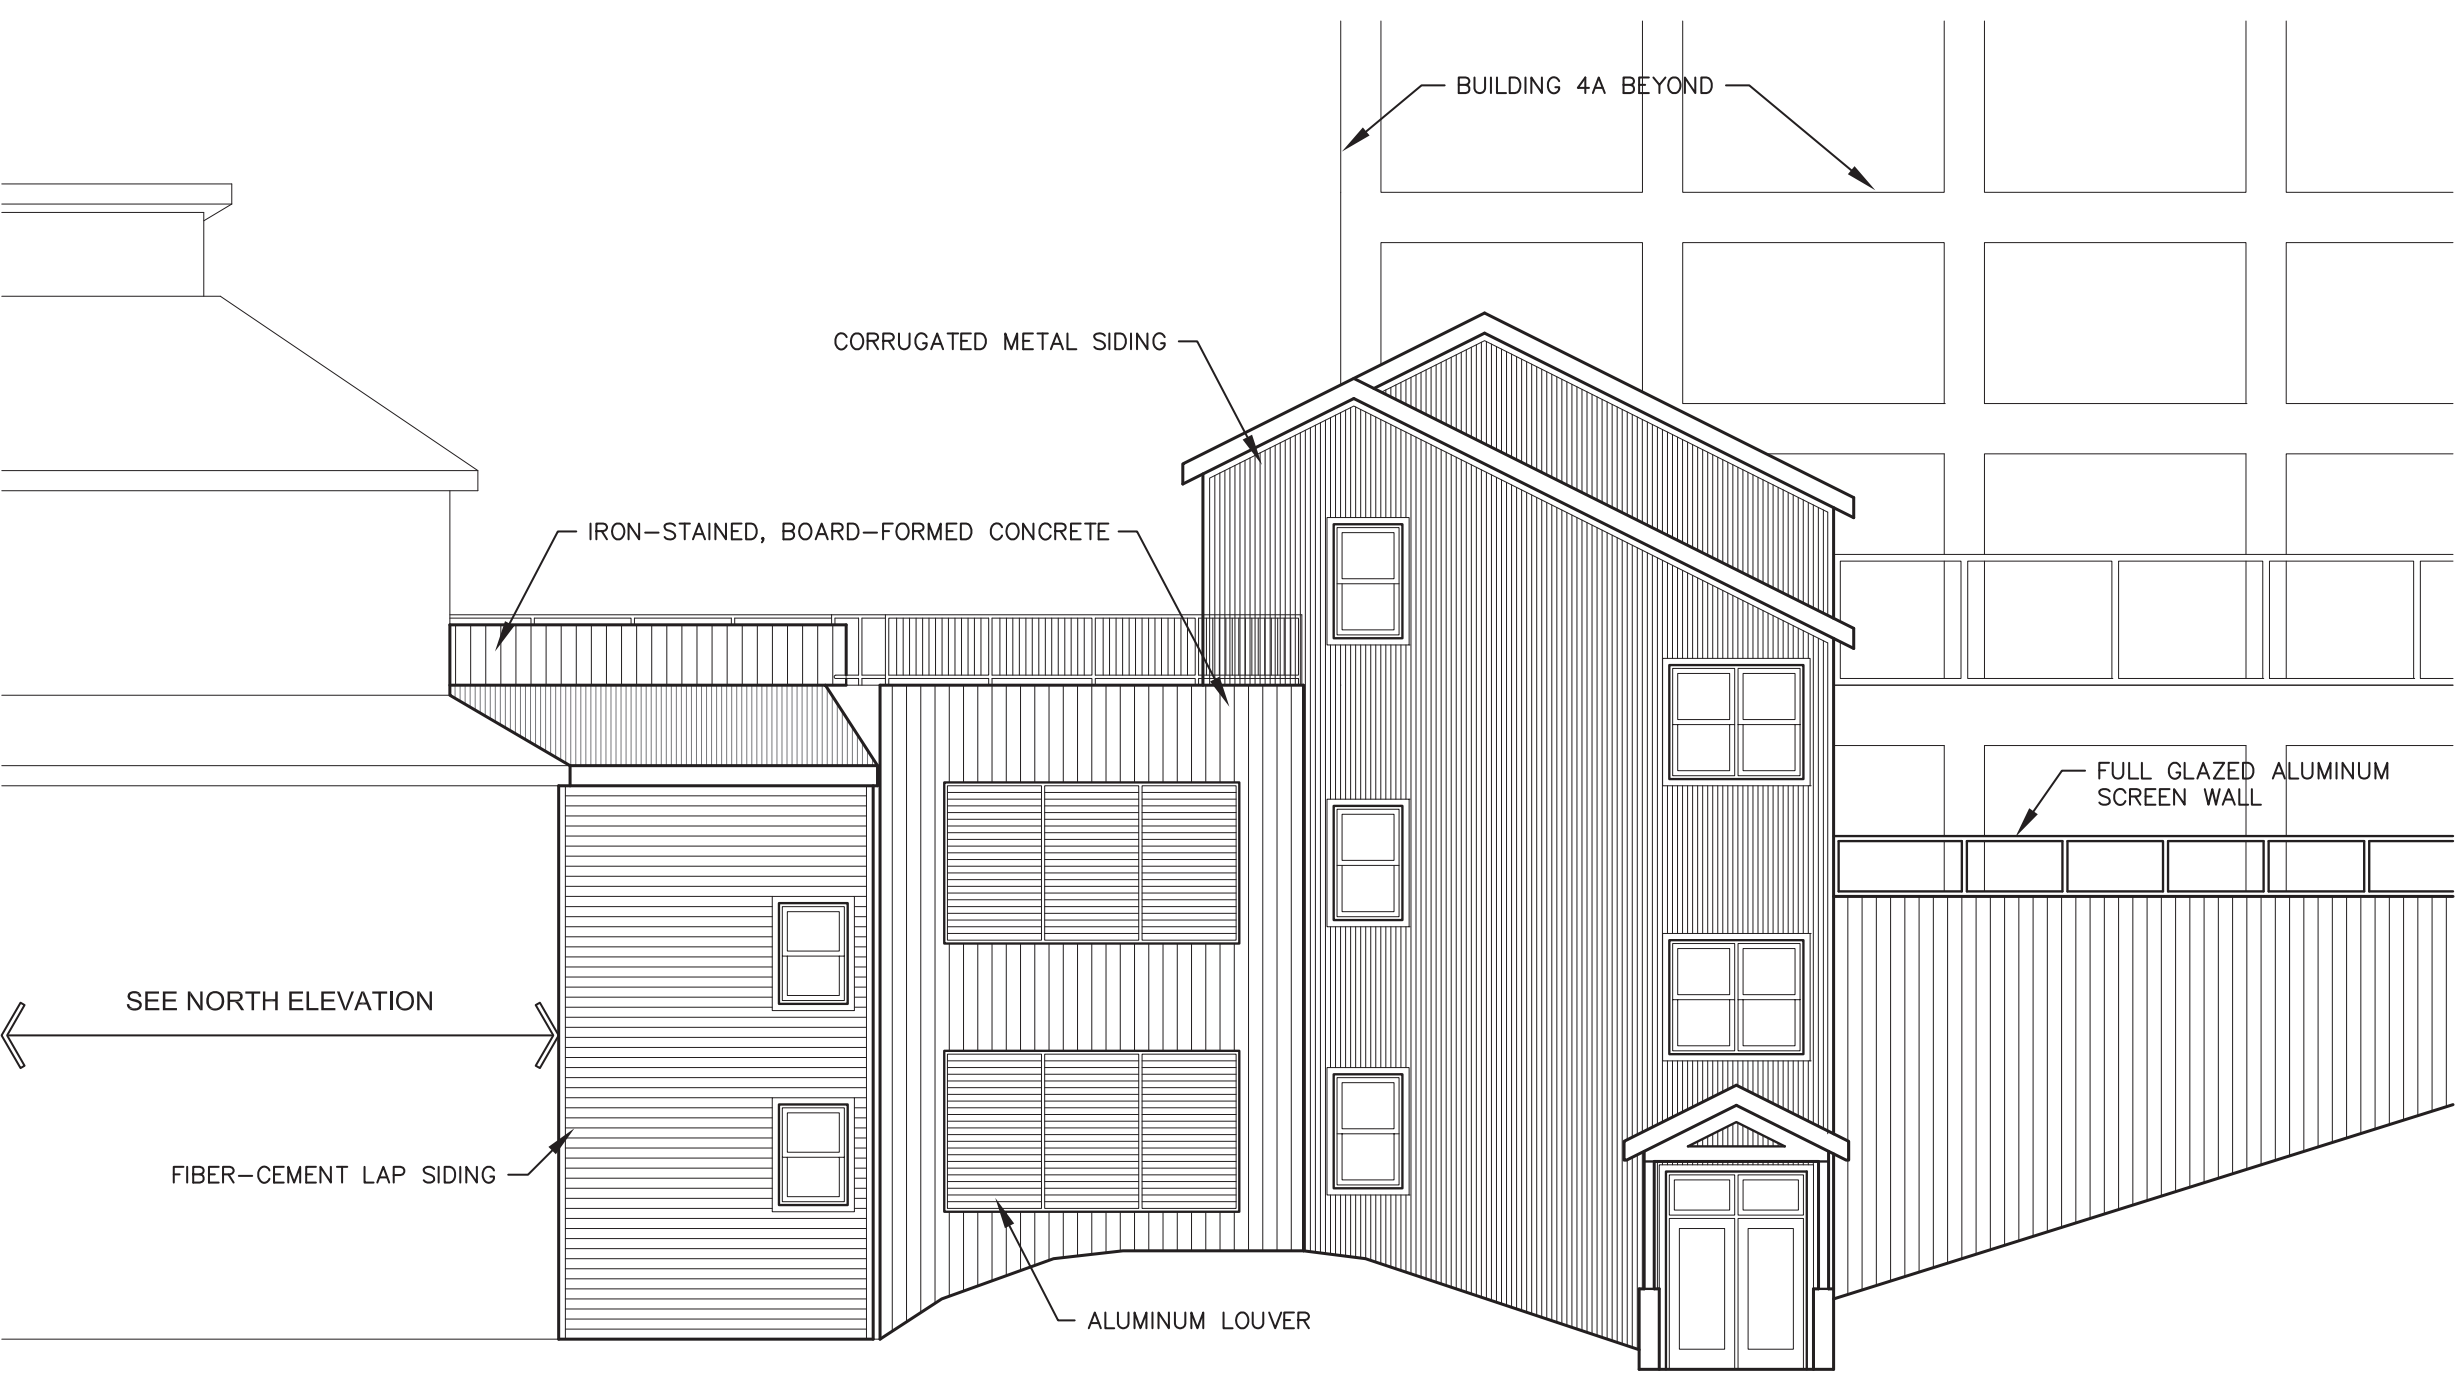 BUILDING 4A BEYOND
CORRUGATED METAL SIDING
IRON-STAINED, BOARD-FORMED CONCRETE
FULL GLAZED ALUMINUM
SCREEN WALL
SEE NORTH ELEVATION
FIBER-CEMENT LAP SIDING
ALUMINUM LOUVER